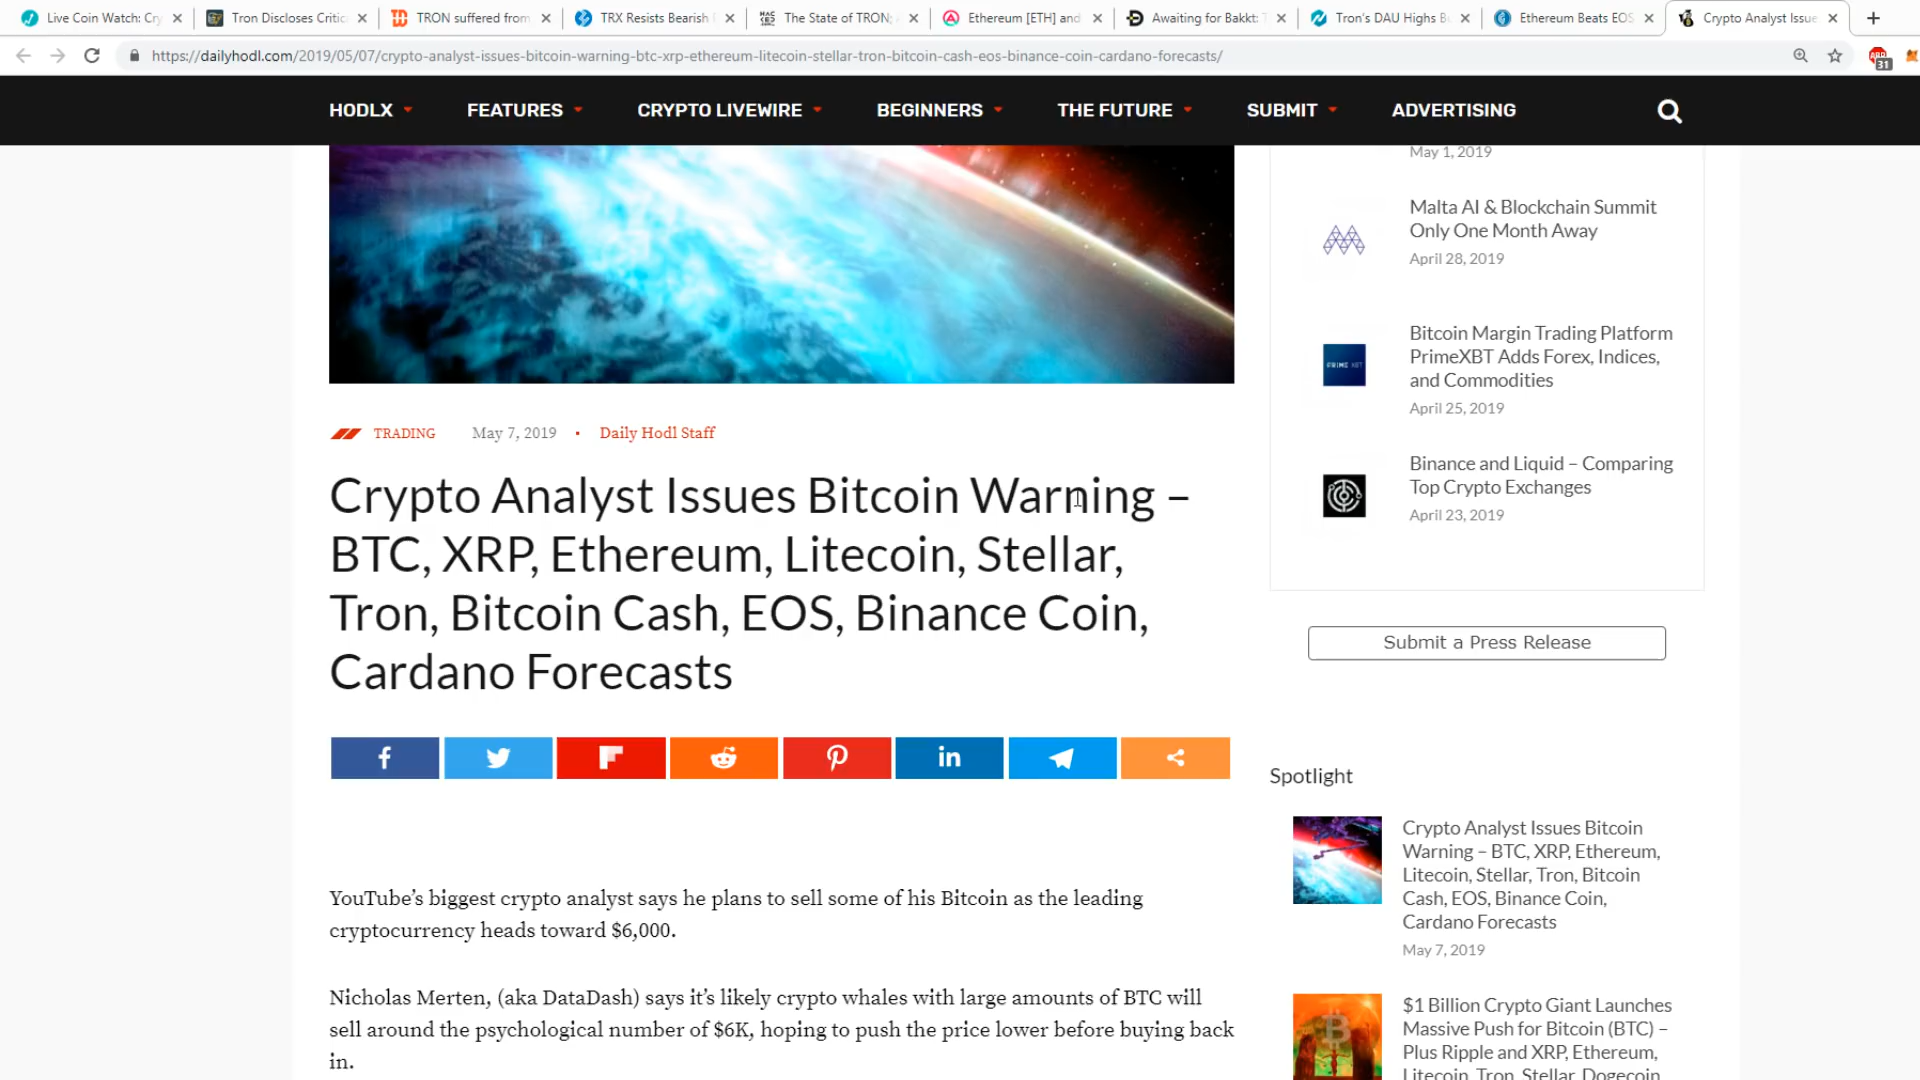 Live Coin Watch: Cry
Tron Discloses Critic
TRON suffered from
TRX Resists Bearish
The State of TRON:
Ethereum [ETH] and
Awaiting for Bakkt:
Tron's DAU Highs B
Ethereum Beats EOS
Crypto Analyst Issue
https://dailyhodl.com/2019/05/07/crypto-analyst-issues-bitcoin-warning-btc-xrp-ethereum-litecoin-stellar-tron-bitcoin-cash-eos-binance-coin-cardano-forecasts/
31
HODLX
FEATURES
CRYPTO LIVEWIRE
BEGINNERS
THE FUTURE
SUBMIT
ADVERTISING
TRADING
May 7, 2019
Daily Hodl Staff
Crypto Analyst Issues Bitcoin Warning –
BTC, XRP, Ethereum, Litecoin, Stellar,
Tron, Bitcoin Cash, EOS, Binance Coin,
Cardano Forecasts
YouTube's biggest crypto analyst says he plans to sell some of his Bitcoin as the leading
cryptocurrency heads toward $6,000.
Nicholas Merten, (aka DataDash) says it's likely crypto whales with large amounts of BTC will
sell around the psychological number of $6K, hoping to push the price lower before buying back
in.
May 1, 2019
Malta AI & Blockchain Summit
Only One Month Away
April 28, 2019
PRIME XBT
Bitcoin Margin Trading Platform
PrimeXBT Adds Forex, Indices,
and Commodities
April 25, 2019
Binance and Liquid – Comparing
Top Crypto Exchanges
April 23, 2019
Submit a Press Release
Spotlight
Crypto Analyst Issues Bitcoin
Warning – BTC, XRP, Ethereum,
Litecoin, Stellar, Tron, Bitcoin
Cash, EOS, Binance Coin,
Cardano Forecasts
May 7, 2019
$1 Billion Crypto Giant Launches
Massive Push for Bitcoin (BTC) –
Plus Ripple and XRP, Ethereum,
Litecoin, Tron, Stellar, Dogecoin